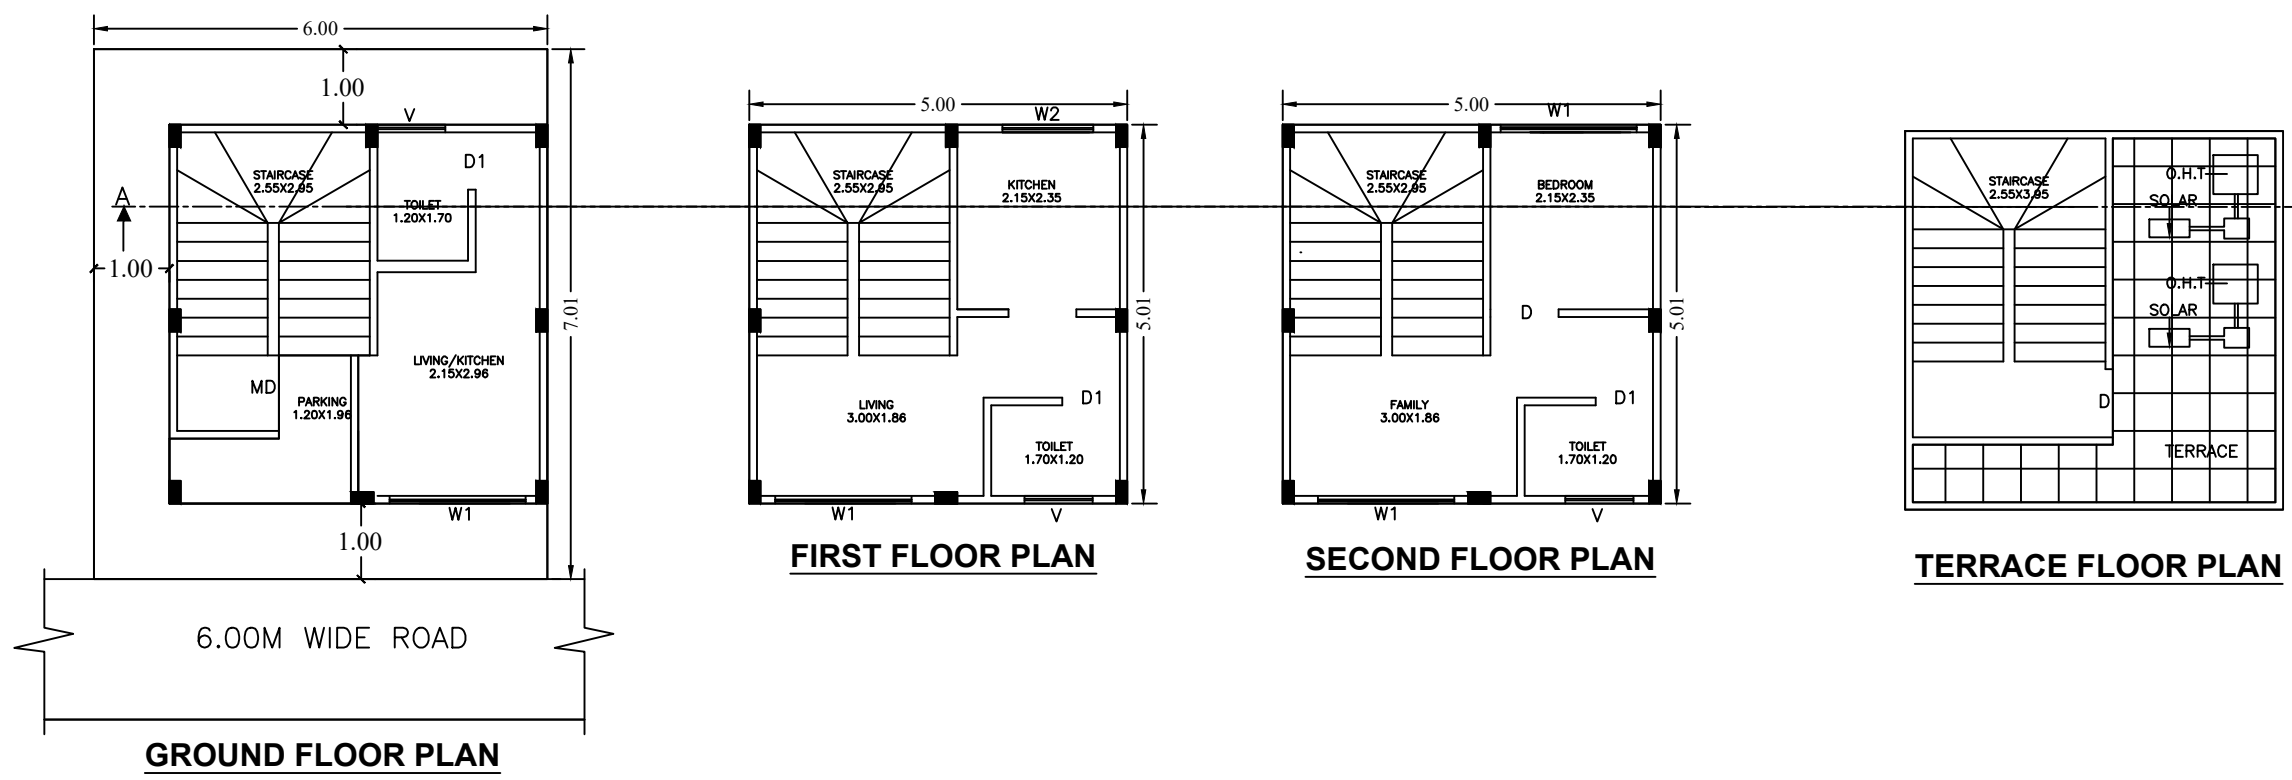 6.00
1.00
V
D1
STAIRCASE
2.55X2.95
A
TOILET
1.20X1.70
1.00
7.01
LIVING/KITCHEN
2.15X2.96
MD
PARKING
1.20X1.96
W1
1.00
6.00M WIDE ROAD
GROUND FLOOR PLAN
5.00
W2
STAIRCASE
2.55X2.95
KITCHEN
2.15X2.35
5.01
LIVING
3.00X1.86
D1
TOILET
1.70X1.20
W1
V
FIRST FLOOR PLAN
5.00
W1
STAIRCASE
2.55X2.95
BEDROOM
2.15X2.35
D
5.01
FAMILY
3.00X1.86
D1
TOILET
1.70X1.20
W1
V
SECOND FLOOR PLAN
STAIRCASE
2.55X3.95
O.H.T
SOLAR
O.H.T
SOLAR
D
TERRACE
TERRACE FLOOR PLAN